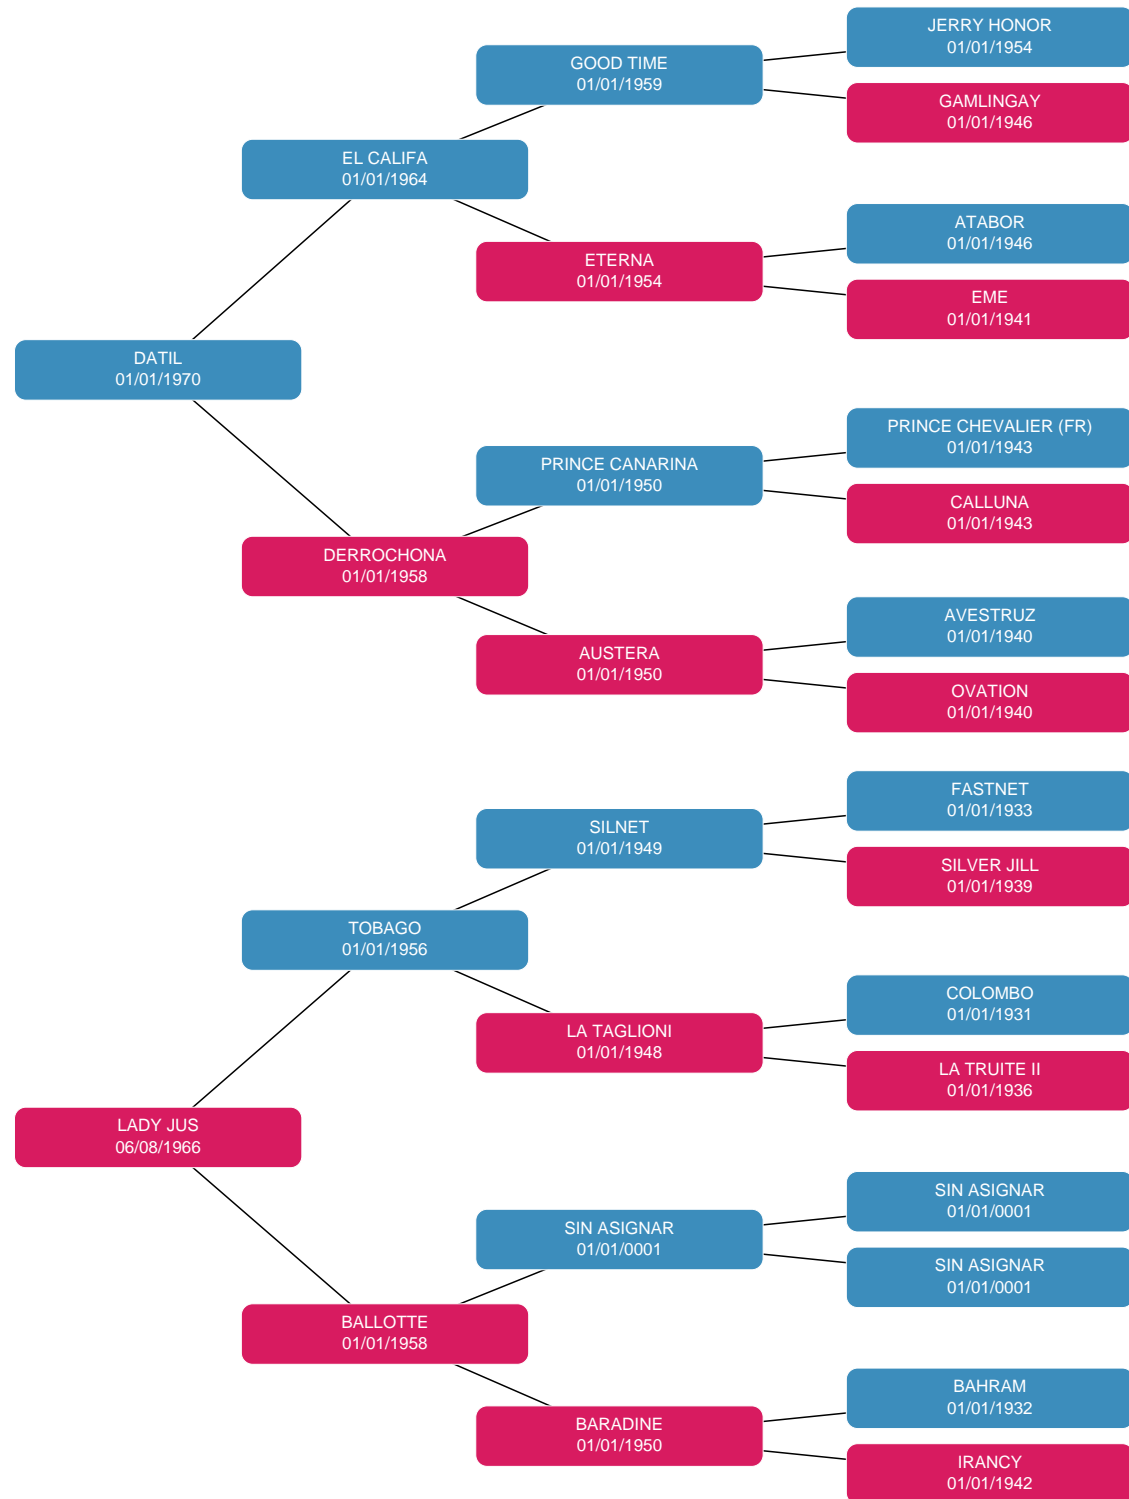 JERRY HONOR
01/01/1954
GOOD TIME
01/01/1959
GAMLINGAY
01/01/1946
EL CALIFA
01/01/1964
ATABOR
01/01/1946
ETERNA
01/01/1954
EME
01/01/1941
DATIL
01/01/1970
PRINCE CHEVALIER (FR)
01/01/1943
PRINCE CANARINA
01/01/1950
CALLUNA
01/01/1943
DERROCHONA
01/01/1958
AVESTRUZ
01/01/1940
AUSTERA
01/01/1950
OVATION
01/01/1940
FASTNET
01/01/1933
SILNET
01/01/1949
SILVER JILL
01/01/1939
TOBAGO
01/01/1956
COLOMBO
01/01/1931
LA TAGLIONI
01/01/1948
LA TRUITE II
01/01/1936
LADY JUS
06/08/1966
SIN ASIGNAR
01/01/0001
SIN ASIGNAR
01/01/0001
SIN ASIGNAR
01/01/0001
BALLOTTE
01/01/1958
BAHRAM
01/01/1932
BARADINE
01/01/1950
IRANCY
01/01/1942